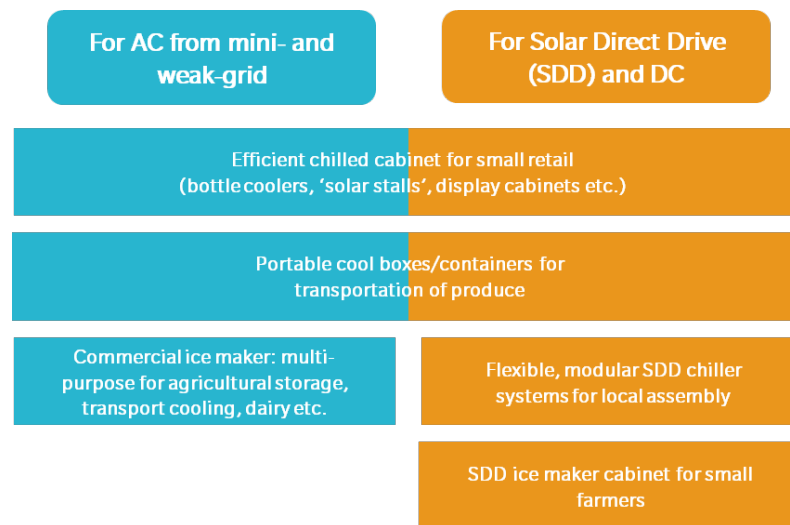 For AC from mini- and
weak-grid
For Solar Direct Drive
(SDD) and DC
Efficient chilled cabinet for small retail
(bottle coolers, ‘solar stalls’, display cabinets etc.)
Portable cool boxes/containers for
transportation of produce
Commercial ice maker: multi-
purpose for agricultural storage,
transport cooling, dairy etc.
Flexible, modular SDD chiller
systems for local assembly
SDD ice maker cabinet for small
farmers